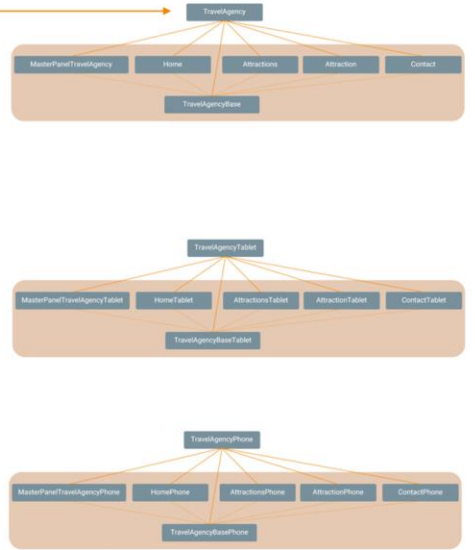 TravelAgency
MasterPanelTravelAgency Home Attractions Attraction Contact
TravelAgencyBase
TravelAgencyTablet
MasterPanelTravelAgencyTablet HomeTablet AttractionsTablet AttractionTablet ContactTablet
TravelAgencyBaseTablet
TravelAgencyPhone
MasterPanelTravelAgencyPhone HomePhone AttractionsPhone AttractionPhone ContactPhone
TravelAgencyBasePhone